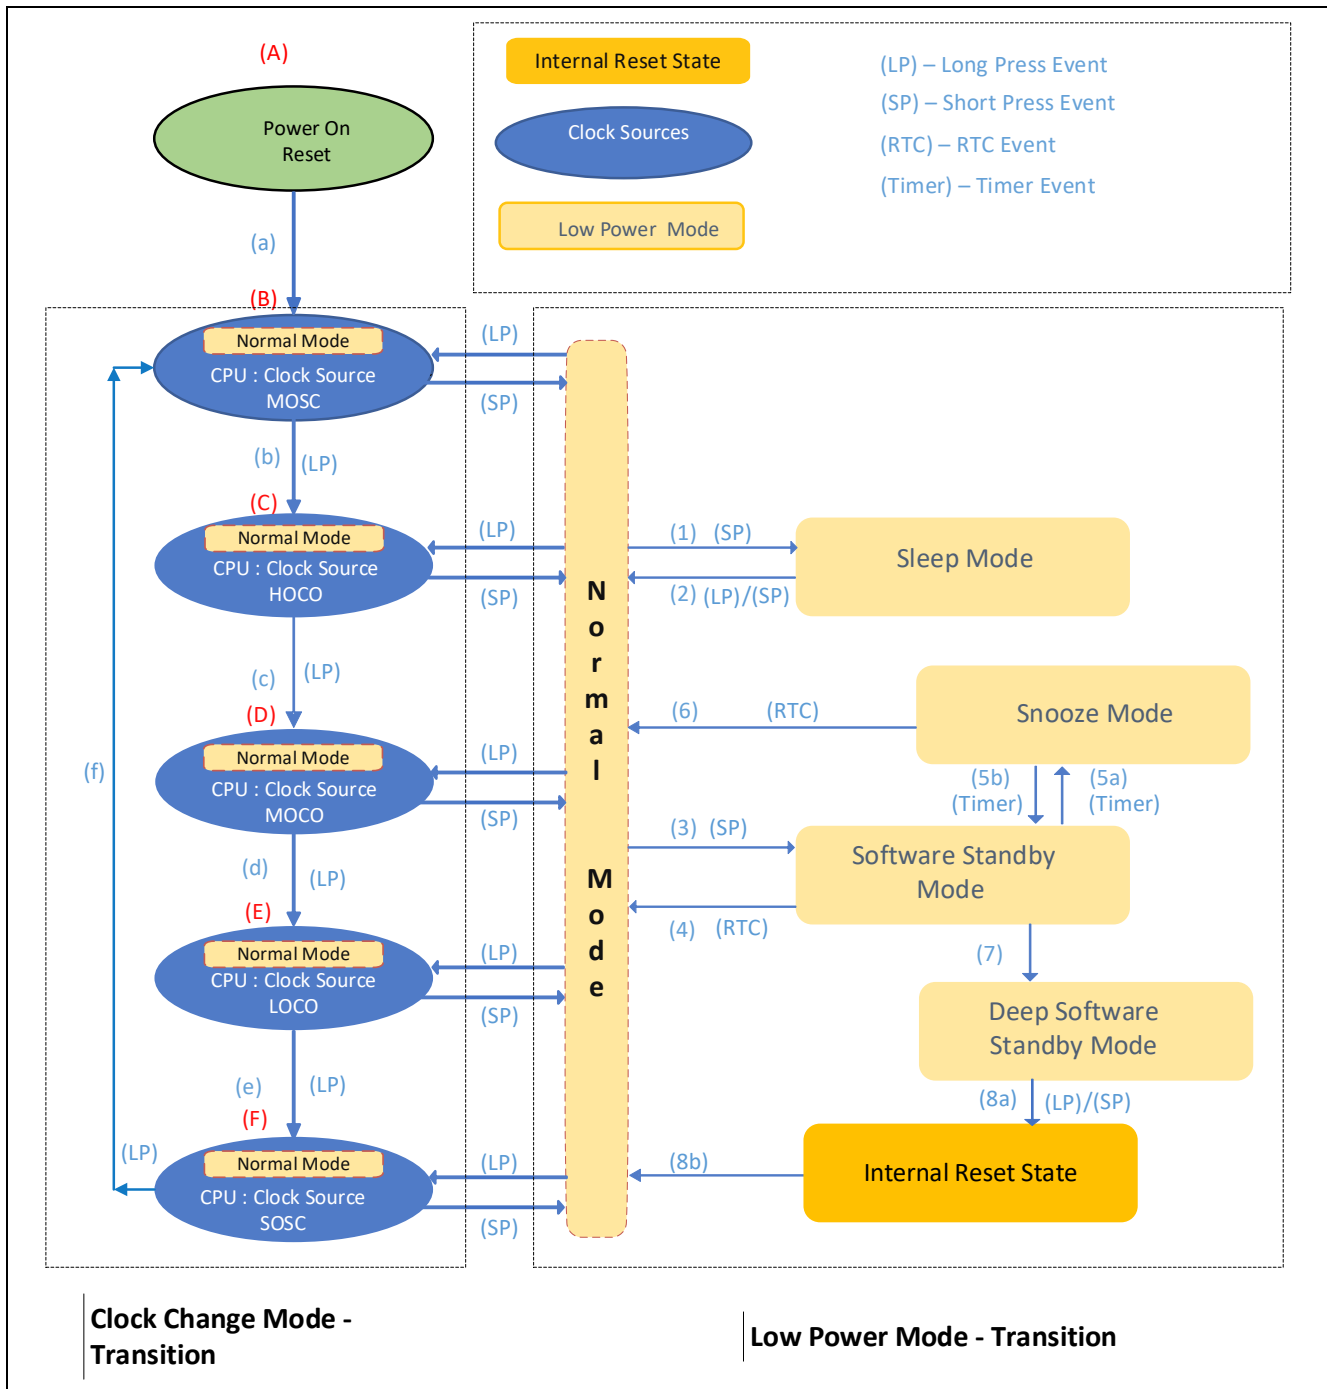 (A)
Power On
Reset
Internal Reset State
Clock Sources
Low Power Mode
(LP) – Long Press Event
(SP) – Short Press Event
(RTC) – RTC Event
(Timer) – Timer Event
(a)
(B)
Normal Mode
CPU : Clock Source
MOSC
(LP)
(SP)
(b)
(LP)
(C)
Normal Mode
CPU : Clock Source
HOCO
(LP)
(SP)
(c)
(LP)
(D)
Normal Mode
CPU : Clock Source
MOCO
(LP)
(SP)
(f)
(d)
(LP)
(E)
Normal Mode
CPU : Clock Source
LOCO
(LP)
(SP)
(e)
(LP)
(F)
Normal Mode
CPU : Clock Source
SOSC
(LP)
(LP)
(SP)
Normal
Mode
(1) (SP)
(2) (LP)/(SP)
Sleep Mode
(6) (RTC)
Snooze Mode
(5b)
(Timer)
(5a)
(Timer)
(3) (SP)
(4) (RTC)
Software Standby
Mode
(7)
Deep Software
Standby Mode
(8a) (LP)/(SP)
(8b)
Internal Reset State
Clock Change Mode -
Transition
Low Power Mode - Transition